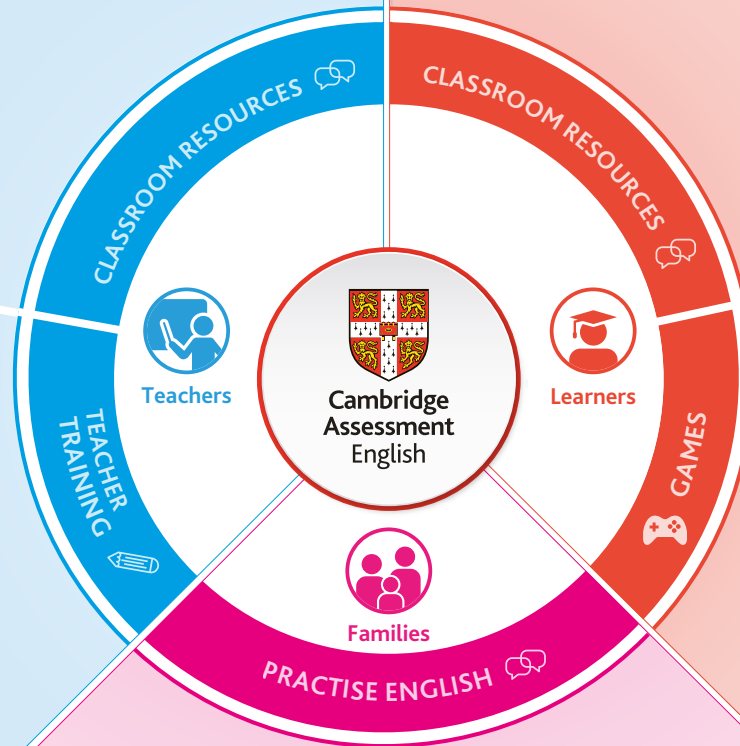 CLASSROOM RESOURCES
CLASSROOM RESOURCES
Teachers
Cambridge
Assessment
English
Learners
TEACHER
TRAINING
GAMES
Families
PRACTISE ENGLISH